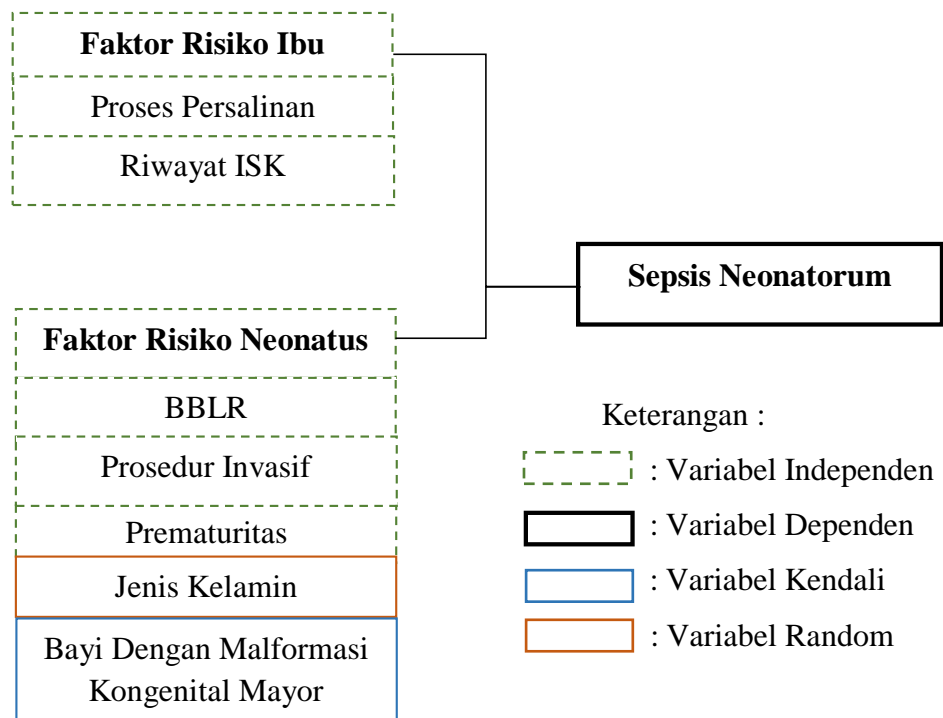 Faktor Risiko Ibu
Proses Persalinan
Riwayat ISK
Sepsis Neonatorum
Faktor Risiko Neonatus
BBLR
Prosedur Invasif
Prematuritas
Jenis Kelamin
Bayi Dengan Malformasi
Kongenital Mayor
Keterangan :
: Variabel Independen
: Variabel Dependen
: Variabel Kendali
: Variabel Random